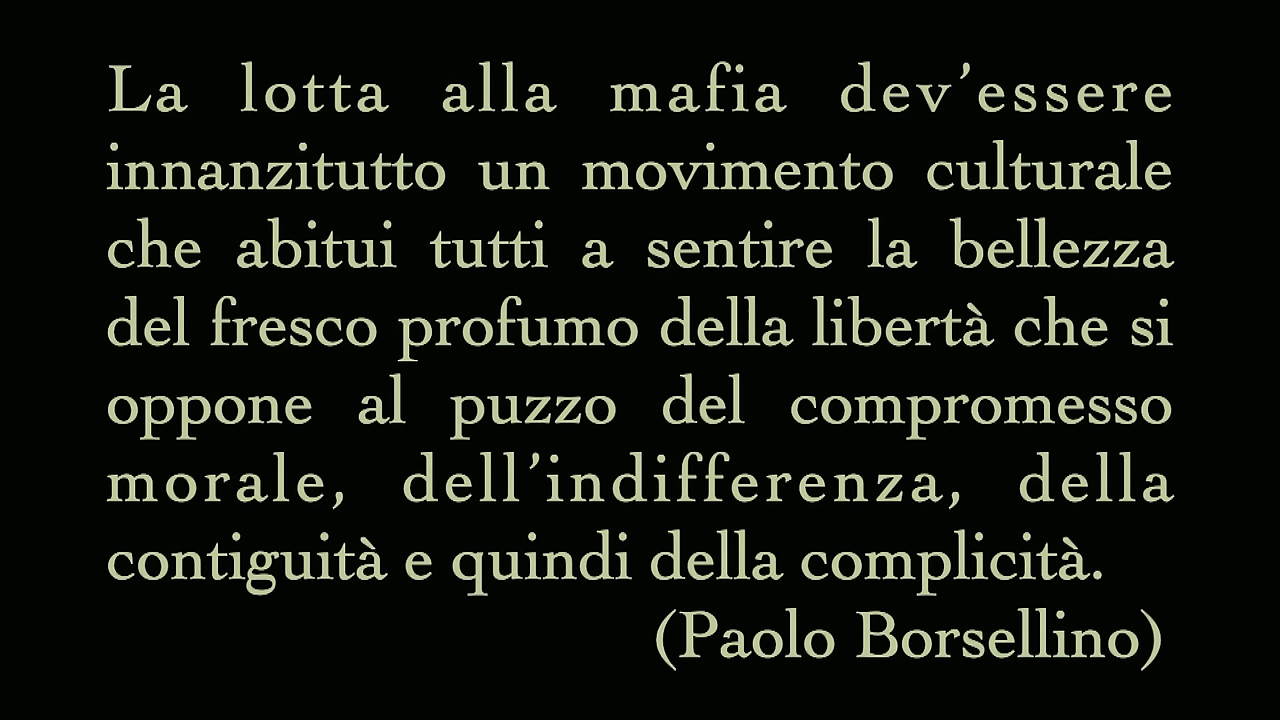 La lotta alla mafia dev’essere
innanzitutto un movimento culturale
che abitui tutti a sentire la bellezza
del fresco profumo della libertà che si
oppone al puzzo del compromesso
morale, dell’indifferenza, della
contiguità e quindi della complicità.
(Paolo Borsellino)